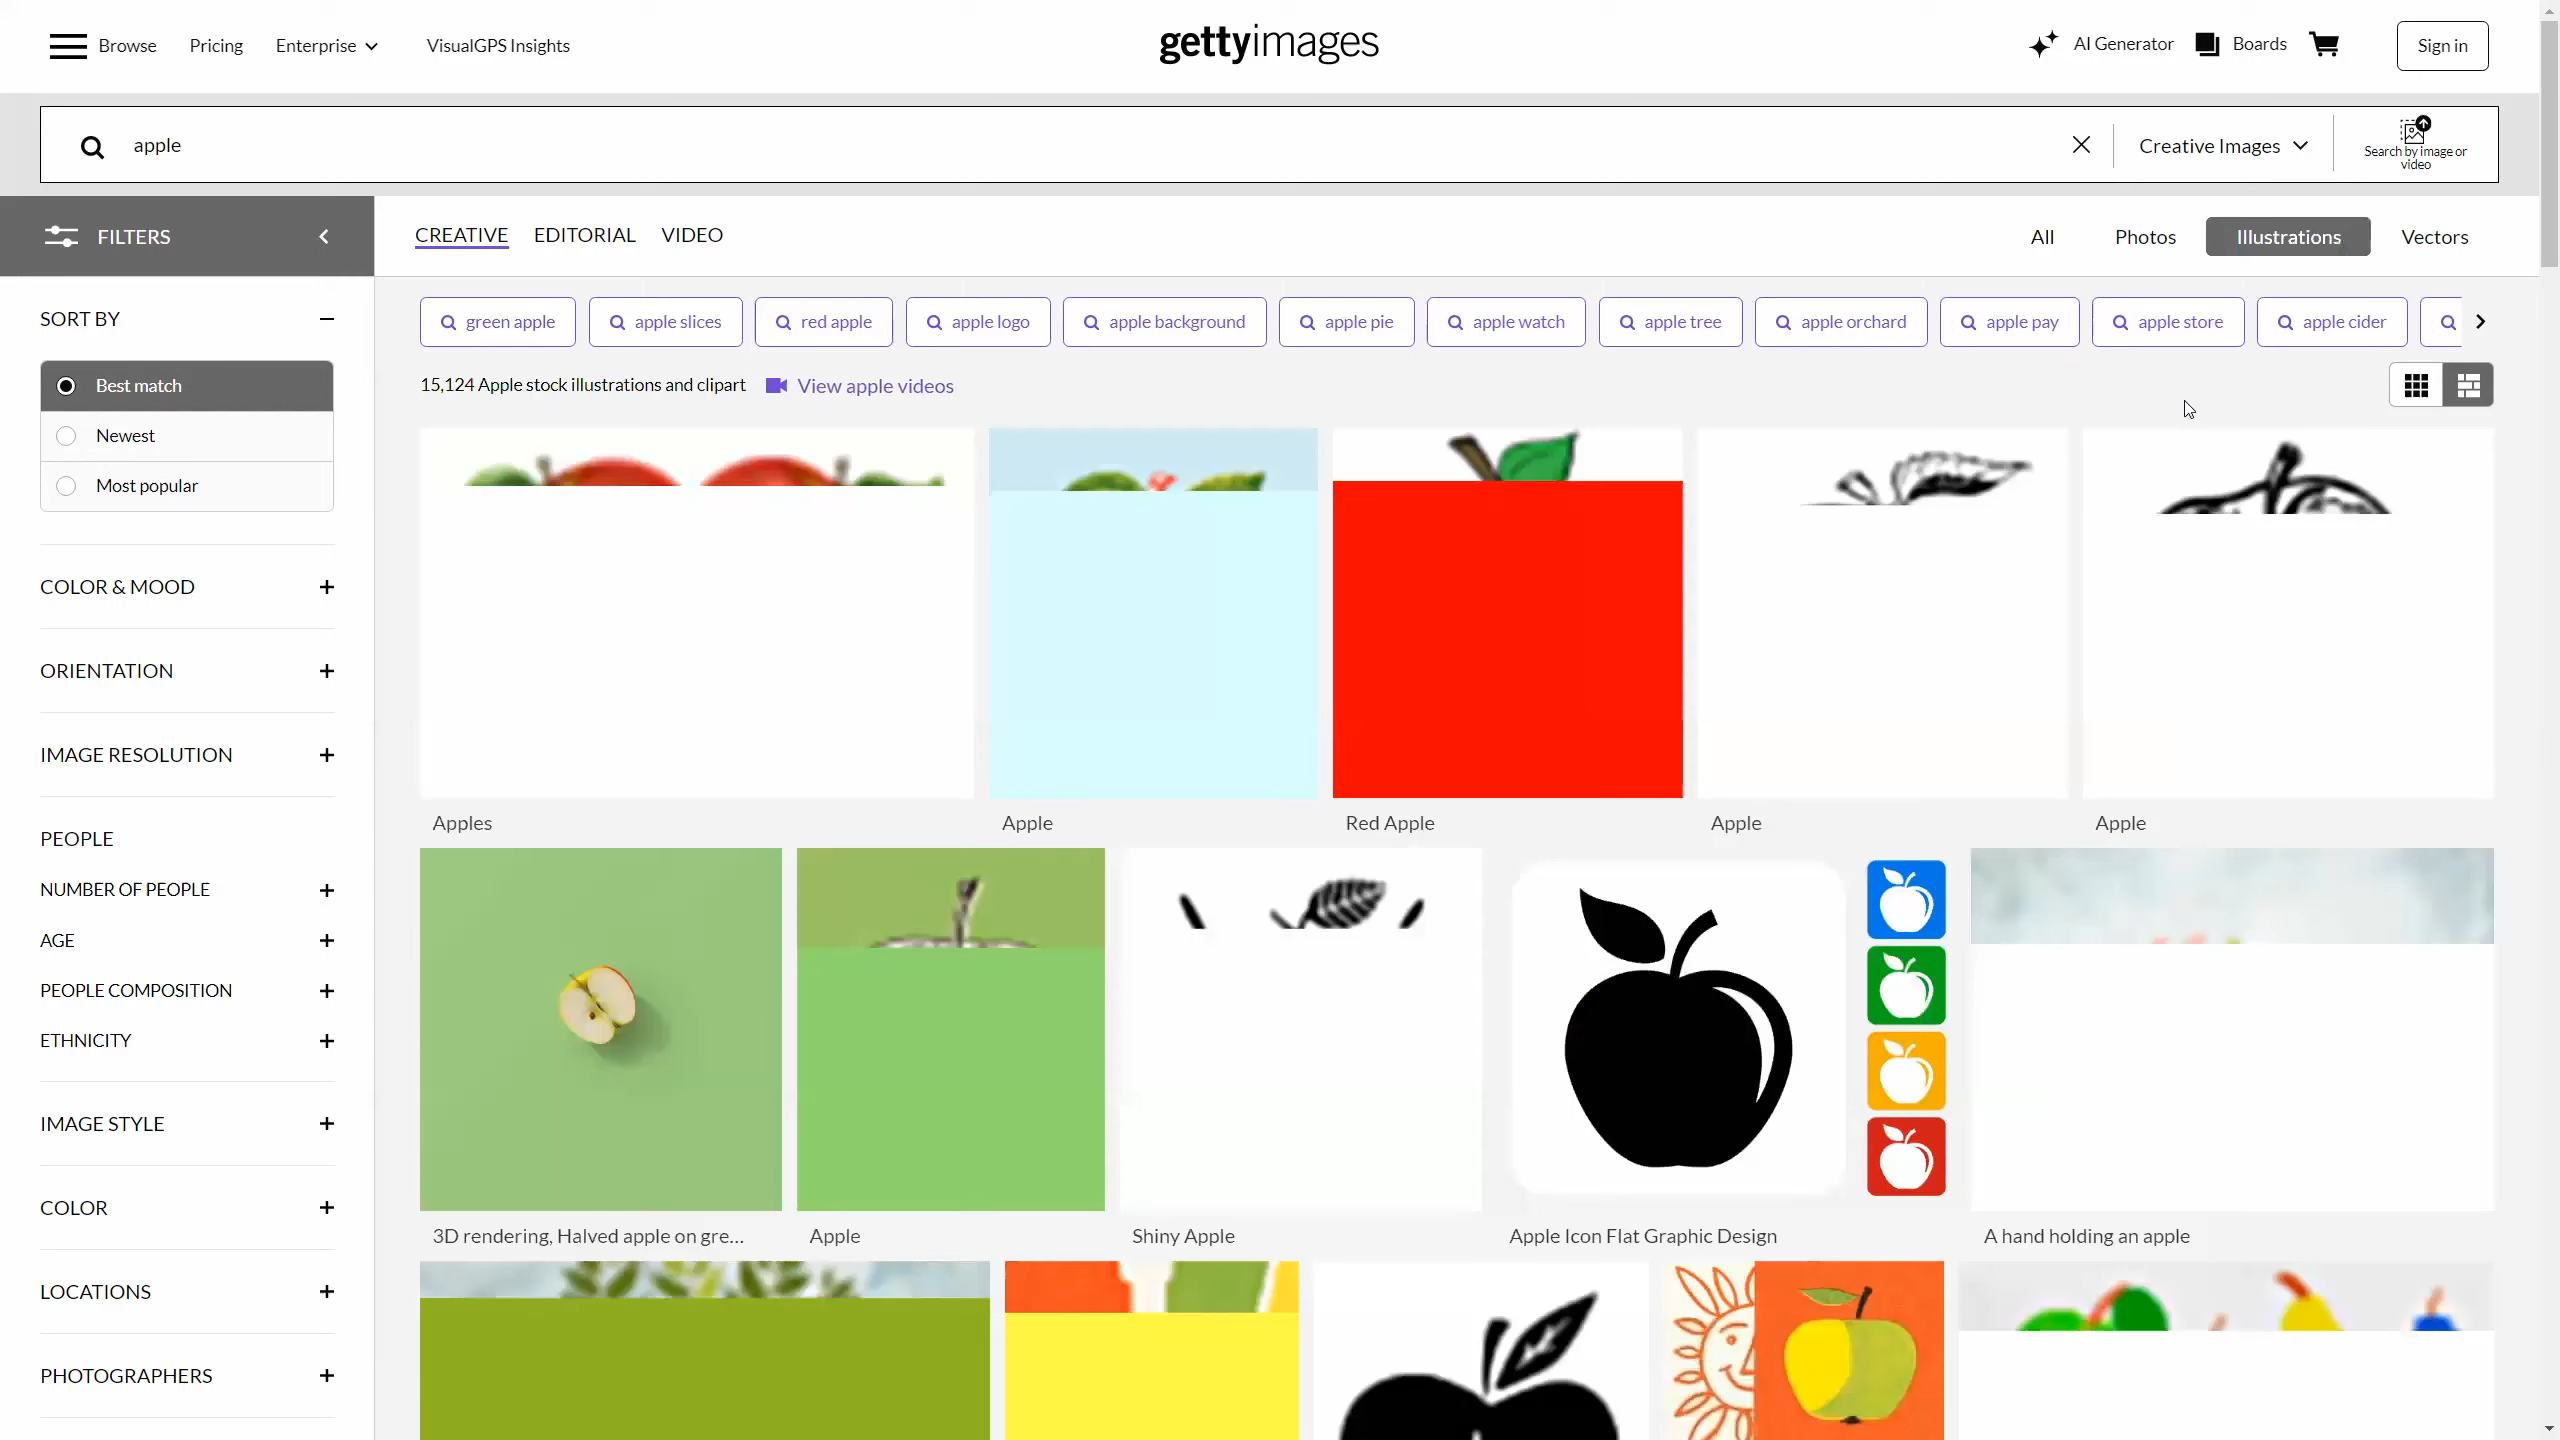 Browse
Pricing
Enterprise
VisualGPS Insights
gettyimages
AI Generator
Boards
Sign in
apple
Creative Images
Search by image or
video
FILTERS
CREATIVE
EDITORIAL
VIDEO
All
Photos
Illustrations
Vectors
SORT BY
Best match
Newest
Most popular
COLOR & MOOD
ORIENTATION
IMAGE RESOLUTION
PEOPLE
NUMBER OF PEOPLE
AGE
PEOPLE COMPOSITION
ETHNICITY
IMAGE STYLE
COLOR
LOCATIONS
PHOTOGRAPHERS
green apple
apple slices
red apple
apple logo
apple background
apple pie
apple watch
apple tree
apple orchard
apple pay
apple store
apple cider
15,124 Apple stock illustrations and clipart
View apple videos
Apples
Apple
Red Apple
Apple
Apple
3D rendering, Halved apple on gre...
Apple
Shiny Apple
Apple Icon Flat Graphic Design
A hand holding an apple